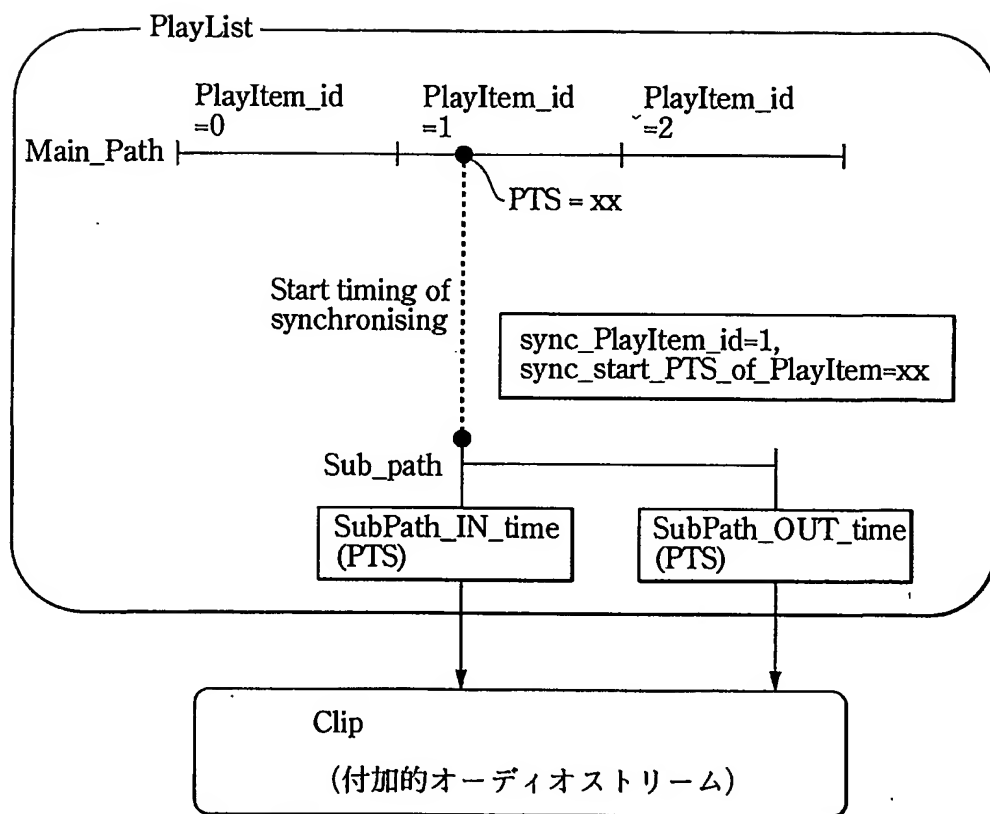 PlayList
PlayItem_id
=0
PlayItem_id
=1
PlayItem_id
=2
Main_Path
PTS = xx
Start timing of
synchronising
sync_PlayItem_id=1,
sync_start_PTS_of_PlayItem=xx
Sub_path
SubPath_IN_time
(PTS)
SubPath_OUT_time
(PTS)
Clip
(付加的オーディオストリーム)